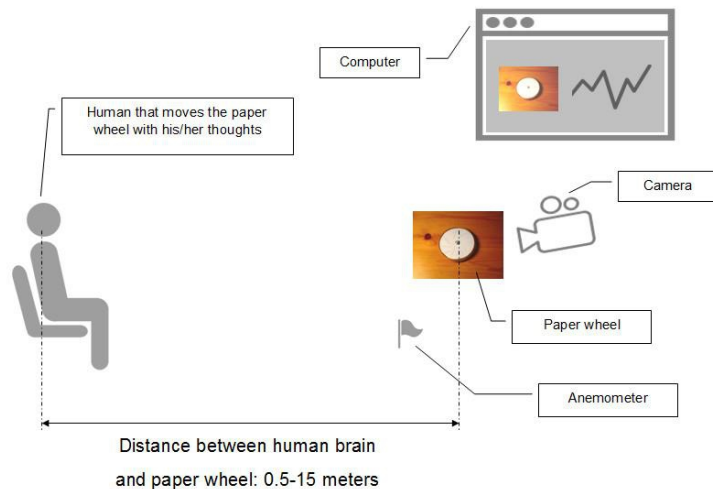 Computer
Human that moves the paper
wheel with his/her thoughts
Camera
Paper wheel
Anemometer
Distance between human brain
and paper wheel: 0.5-15 meters